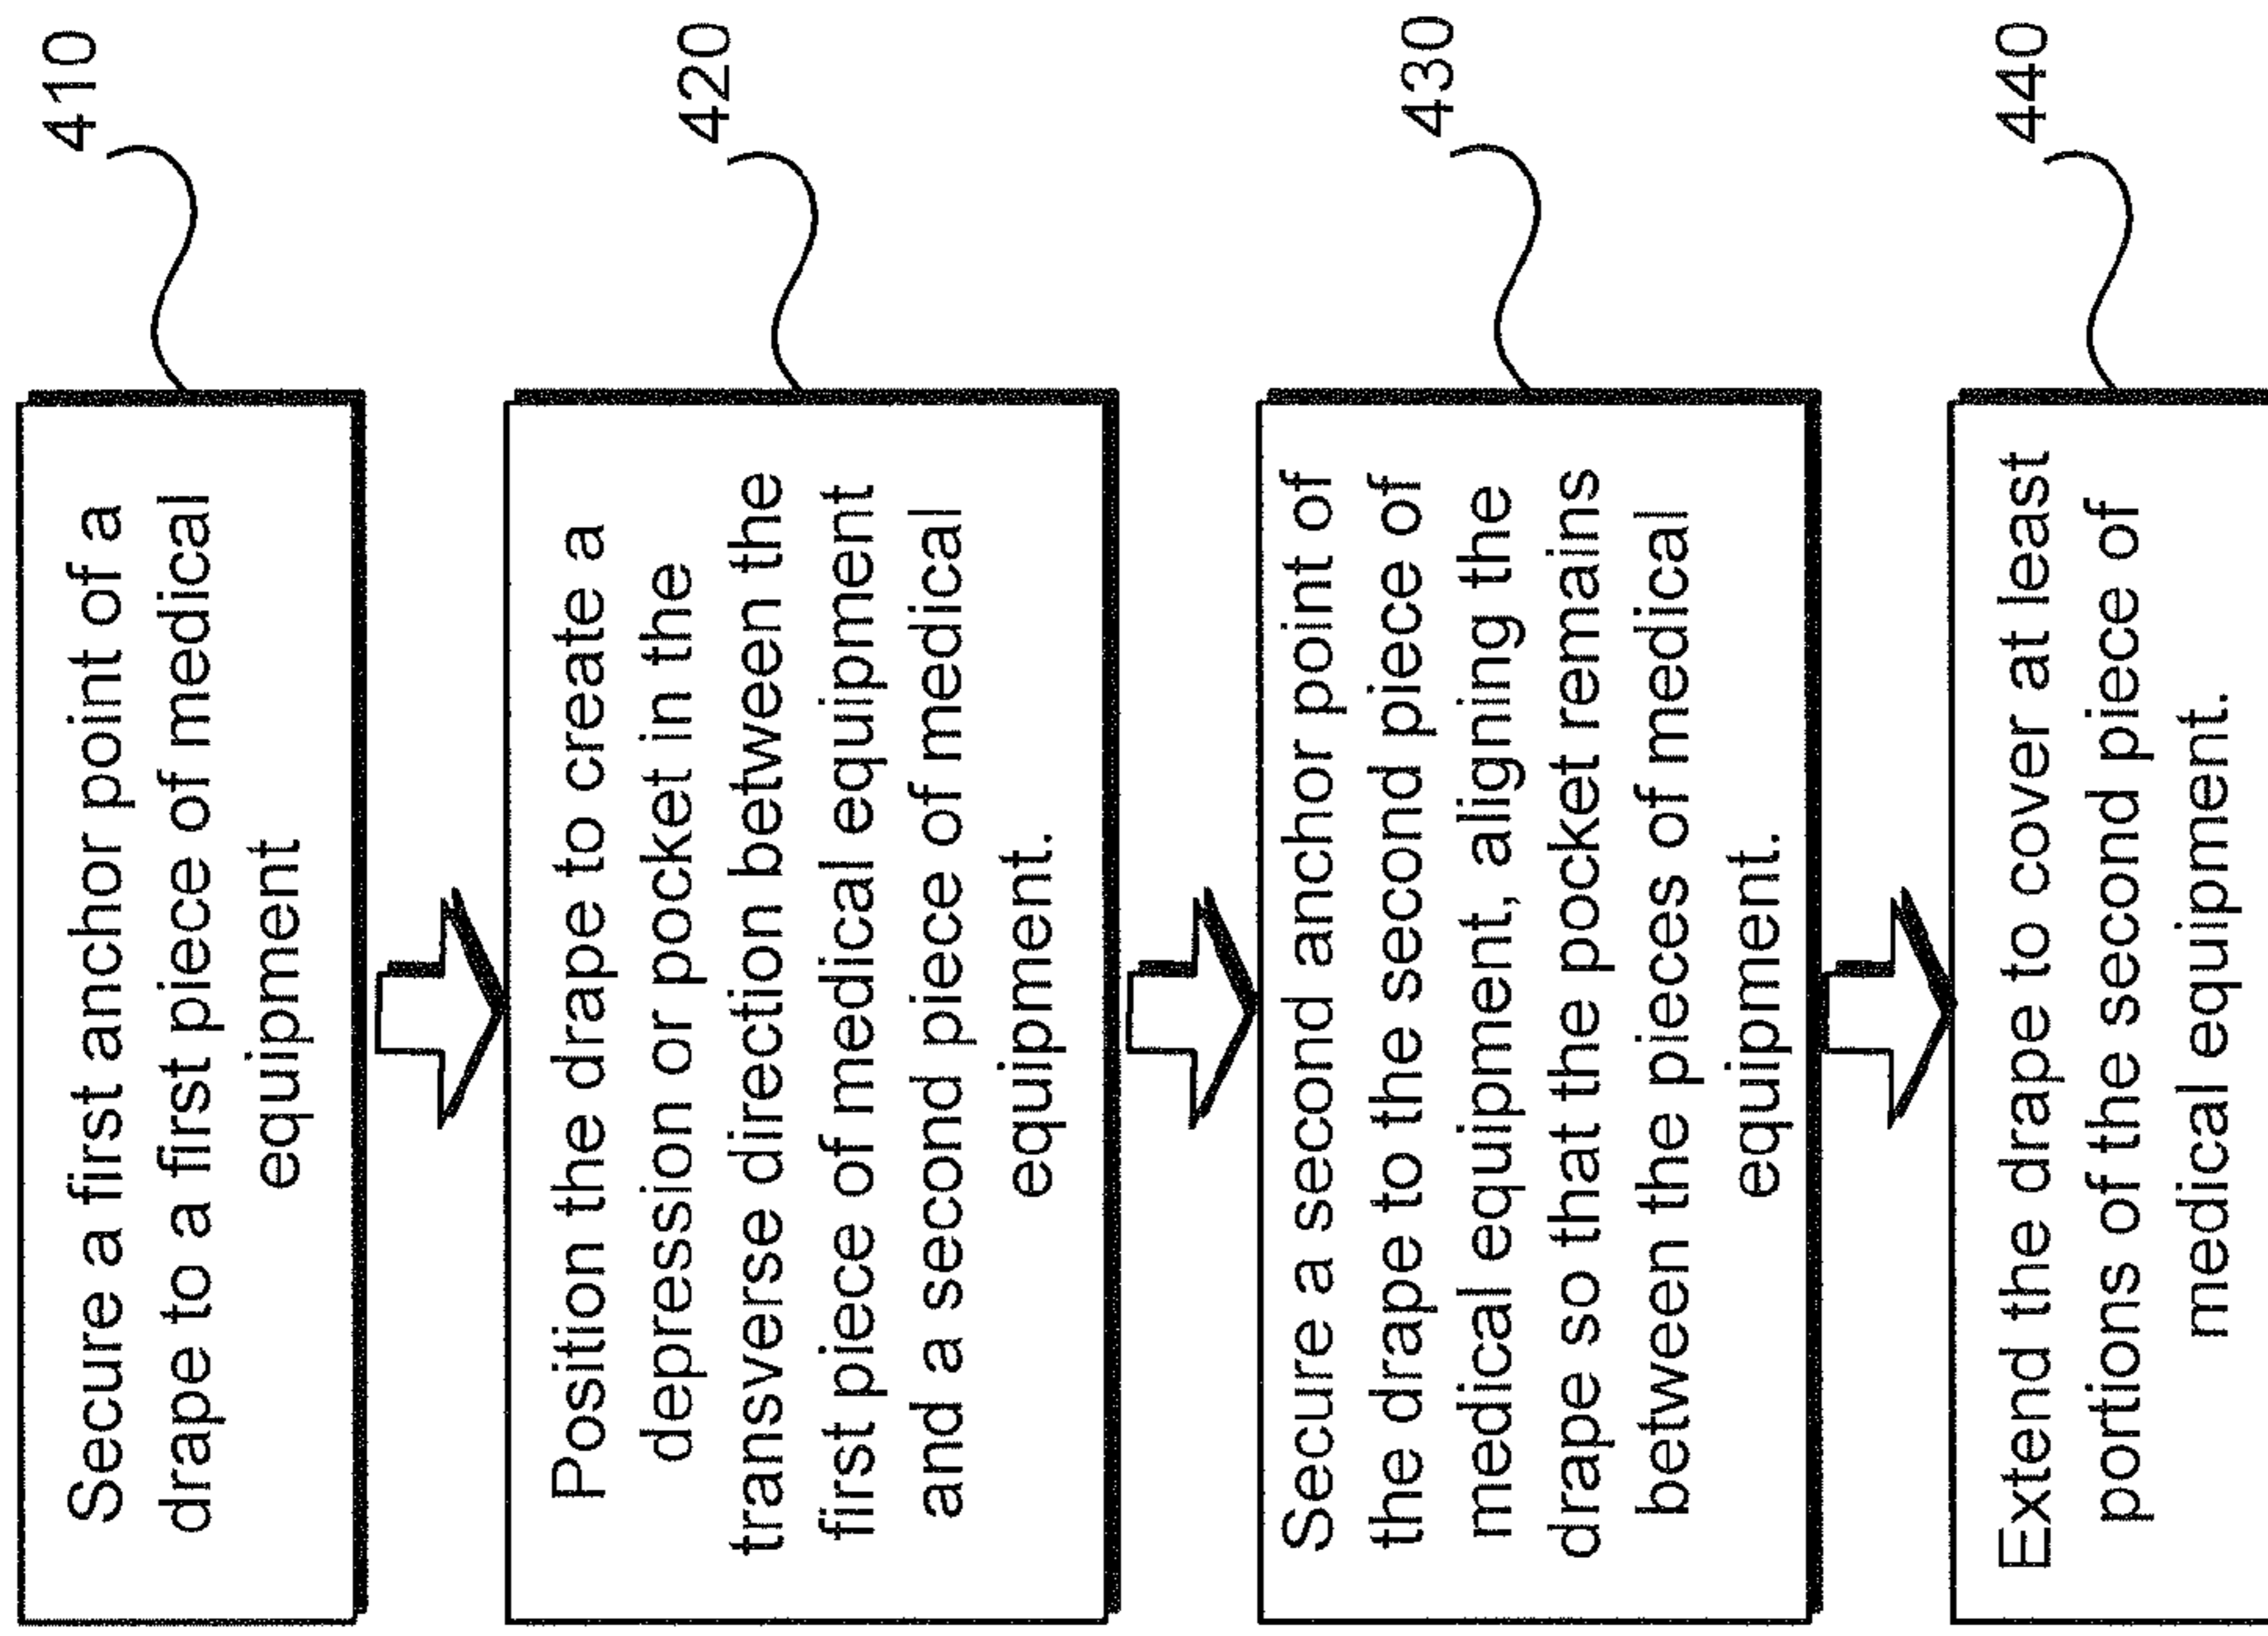 410
Secure a first anchor point of a
drape to a first piece of medical
equipment
420
Position the drape to create a
depression or pocket in the
transverse direction between the
first piece of medical equipment
and a second piece of medical
equipment.
430
Secure a second anchor point of
the drape to the second piece of
medical equipment, aligning the
drape so that the pocket remains
between the pieces of medical
equipment.
440
Extend the drape to cover at least
portions of the second piece of
medical equipment.